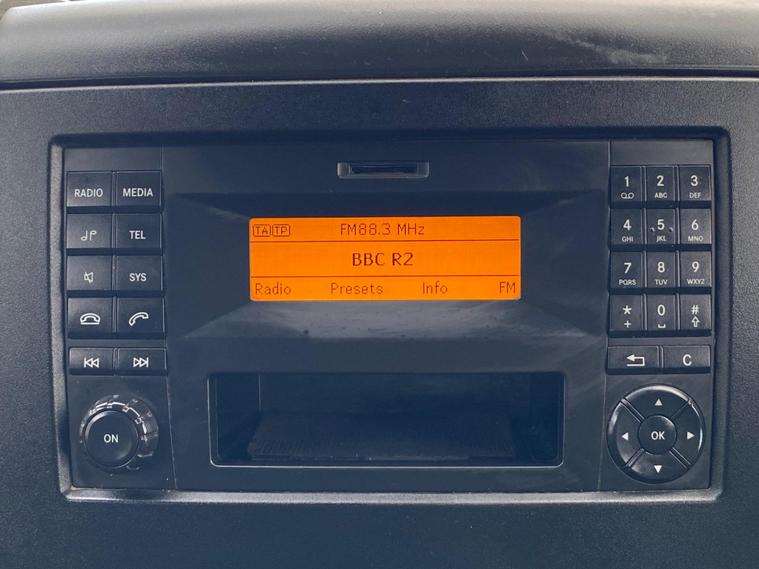 RADIO MEDIA
TEL
SYS
ON
TA TP FM88.3 MHz
BBC R2
Radio Presets Info FM
1 2 3
ABC DEF
4 5 6
GHI JKL MNO
7 8 9
PQRS TUV WXYZ
* 0 #
+
C
OK